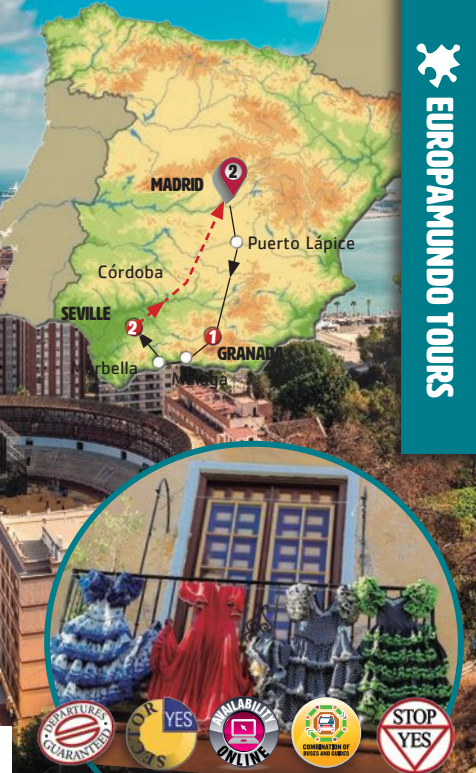 EUROPAMUNDO TOURS
2
MADRID
Puerto Lápice
Córdoba
SEVILLE
2
1
GRANADA
Marbella
Málaga
DEPARTURES
GUARANTEED
SECTOR
YES
AVAILABILITY
ONLINE
COMBINATION OF
BUSES AND GUIDES
STOP
YES